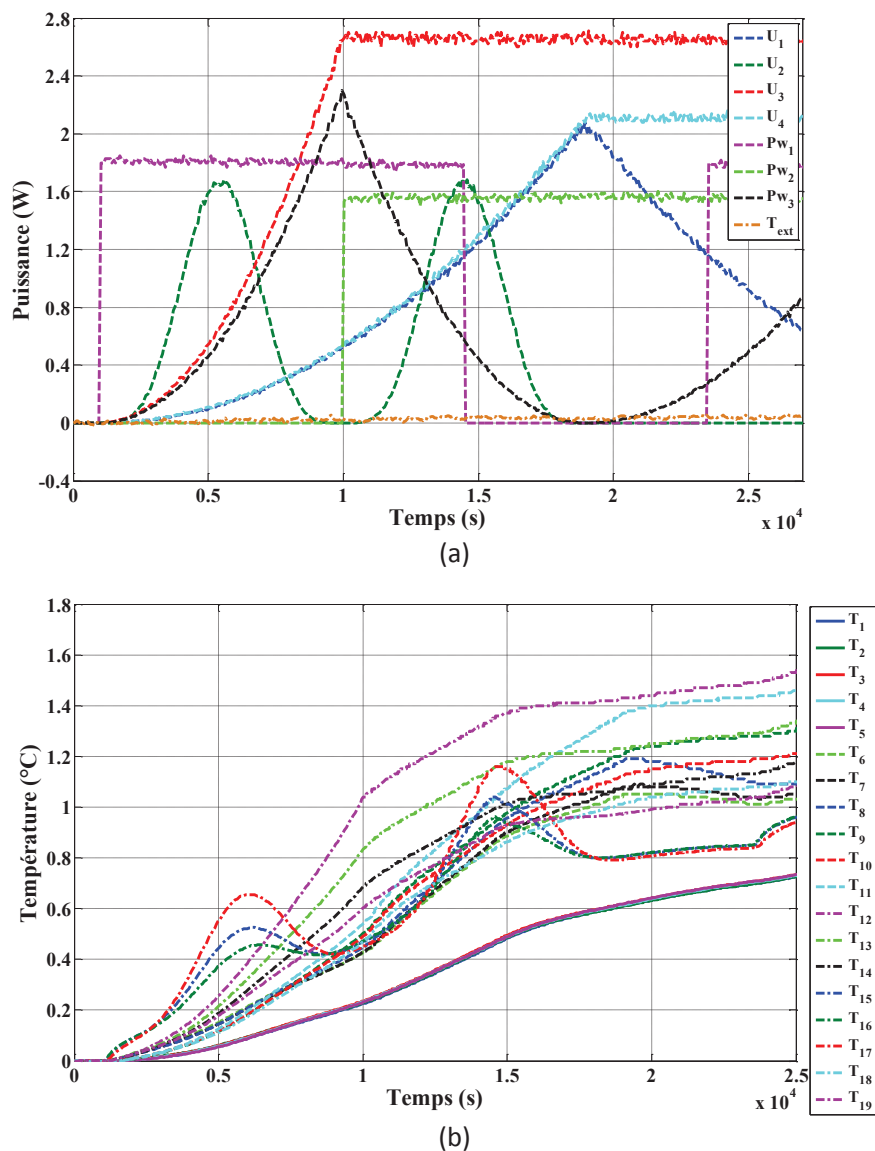 2.8
2.4
2
1.6
1.2
0.8
0.4
0
-0.4
Puissance (W)
U1
U2
U3
U4
Pw1
Pw2
Pw3
Text
0 0.5 1 1.5 2 2.5
Temps (s)
x 10^4
(a)
1.8
1.6
1.4
1.2
1
0.8
0.6
0.4
0.2
0
Température (°C)
T1
T2
T3
T4
T5
T6
T7
T8
T9
T10
T11
T12
T13
T14
T15
T16
T17
T18
T19
0 0.5 1 1.5 2 2.5
Temps (s)
x 10^4
(b)